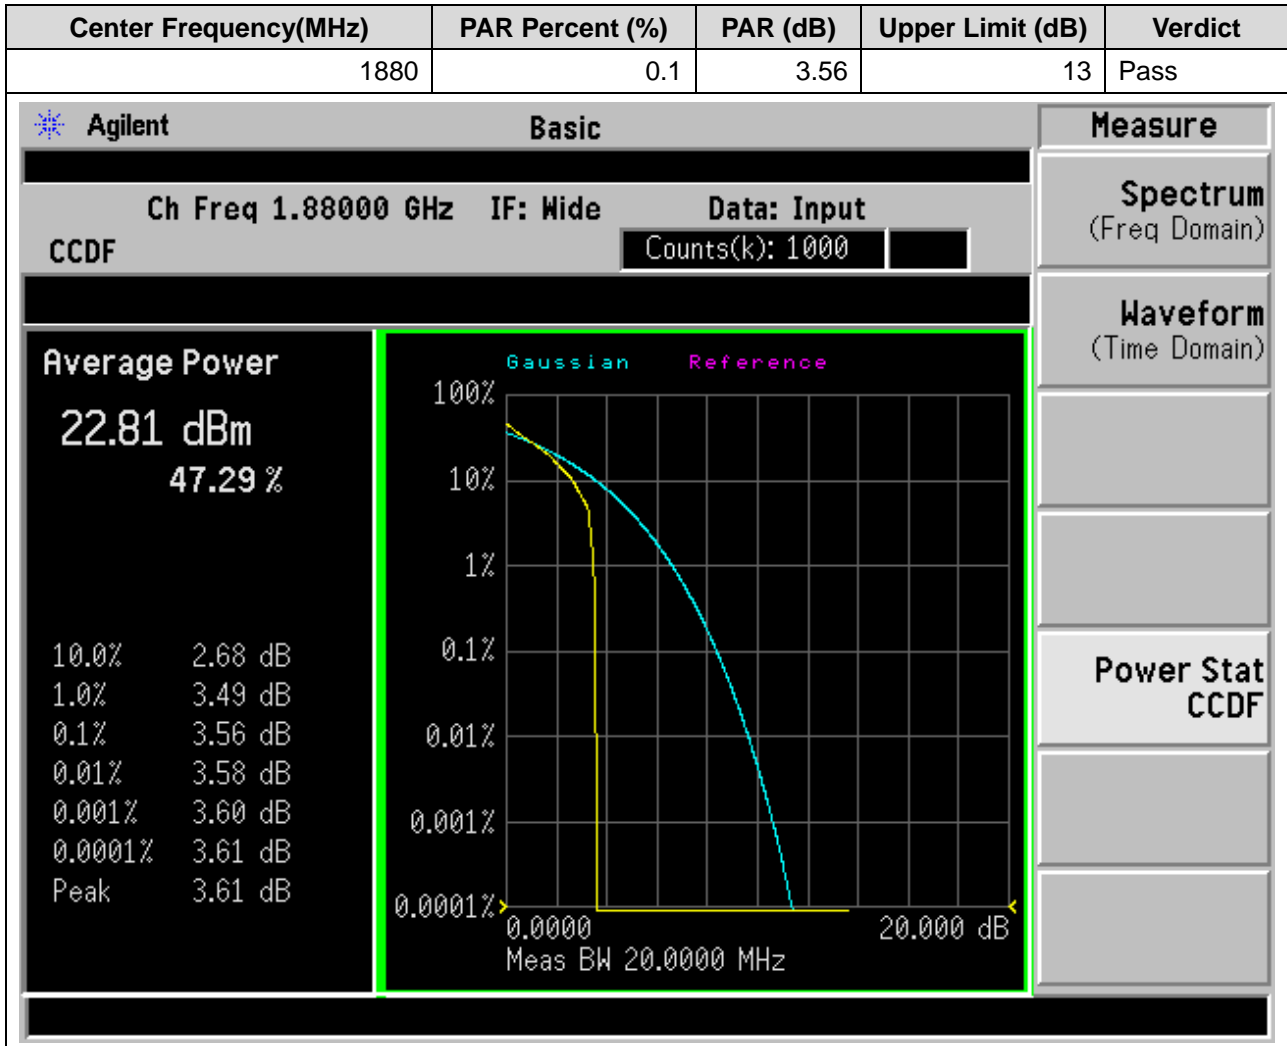 Center Frequency(MHz) PAR Percent (%) PAR (dB) Upper Limit (dB) Verdict
1880 0.1 3.56 13 Pass
Agilent Basic Measure
Ch Freq 1.88000 GHz IF: Wide Data: Input
CCDF Counts(k): 1000
Spectrum
(Freq Domain)
Waveform
(Time Domain)
Power Stat
CCDF
Average Power
22.81 dBm
47.29 %
10.0% 2.68 dB
1.0% 3.49 dB
0.1% 3.56 dB
0.01% 3.58 dB
0.001% 3.60 dB
0.0001% 3.61 dB
Peak 3.61 dB
Gaussian Reference
100%
10%
1%
0.1%
0.01%
0.001%
0.0001%
0.0000 20.000 dB
Meas BW 20.0000 MHz